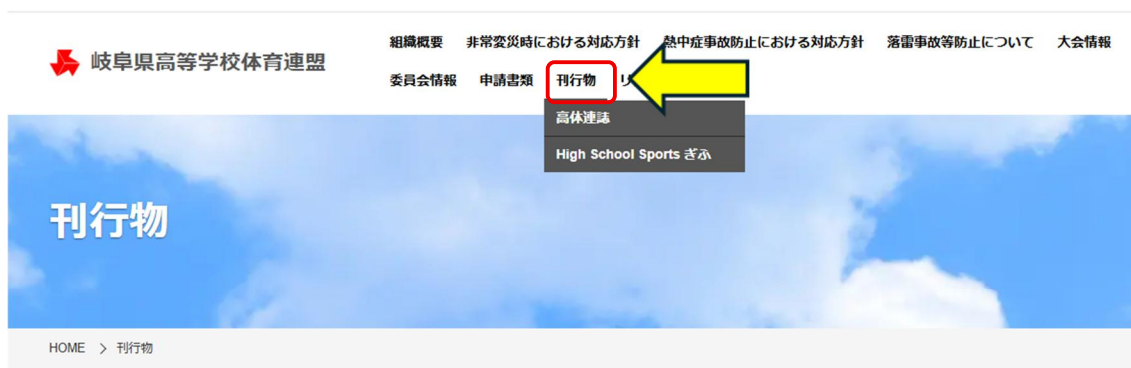 岐阜県高等学校体育連盟
組織概要 非常変災時における対応方針 熱中症事故防止における対応方針 落雷事故等防止について 大会情報
委員会情報 申請書類 刊行物
高体連誌
High School Sports ぎふ
刊行物
HOME > 刊行物